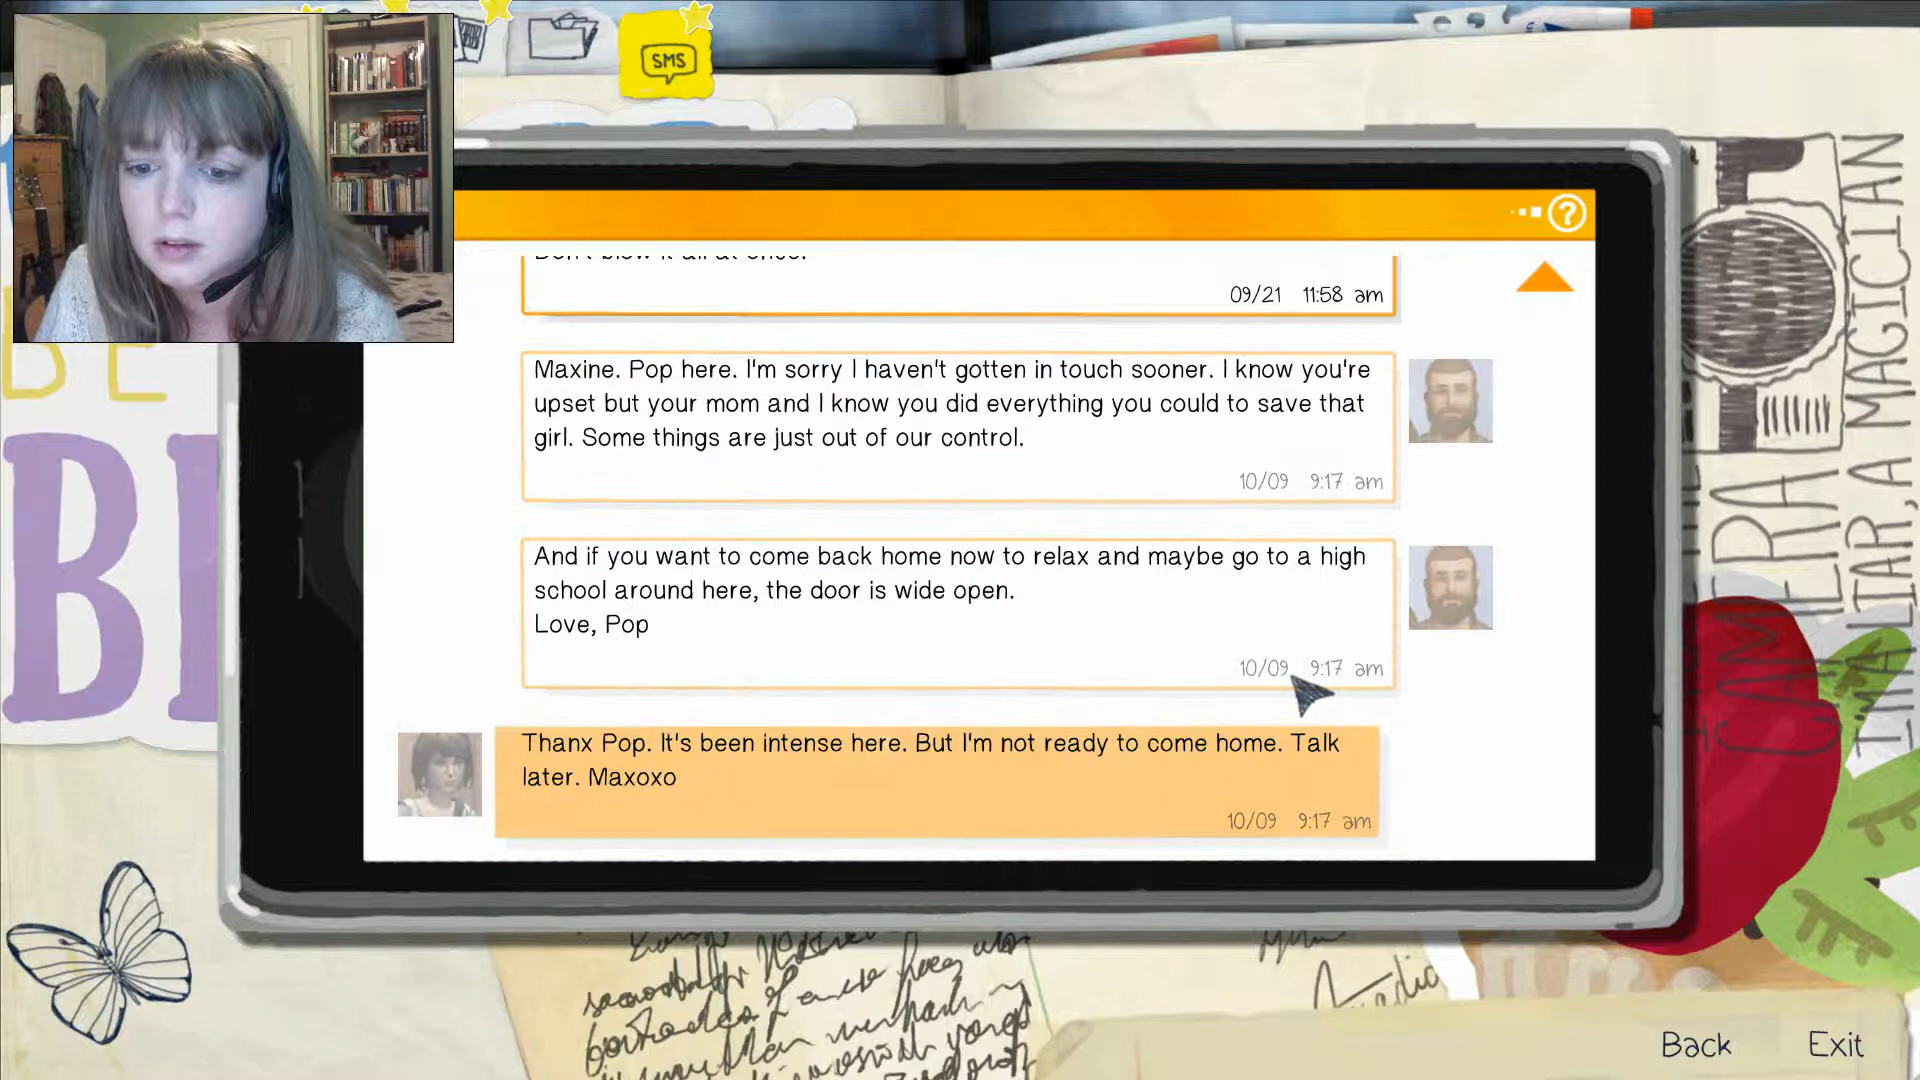 SMS
?
09/21 11:58 am
Maxine. Pop here. I'm sorry I haven't gotten in touch sooner. I know you're
upset but your mom and I know you did everything you could to save that
girl. Some things are just out of our control.
10/09 9:17 am
And if you want to come back home now to relax and maybe go to a high
school around here, the door is wide open.
Love, Pop
10/09 9:17 am
Thanx Pop. It's been intense here. But I'm not ready to come home. Talk
later. Maxoxo
10/09 9:17 am
BE
CAMERA
LIAR, A MAGICIAN
Back Exit